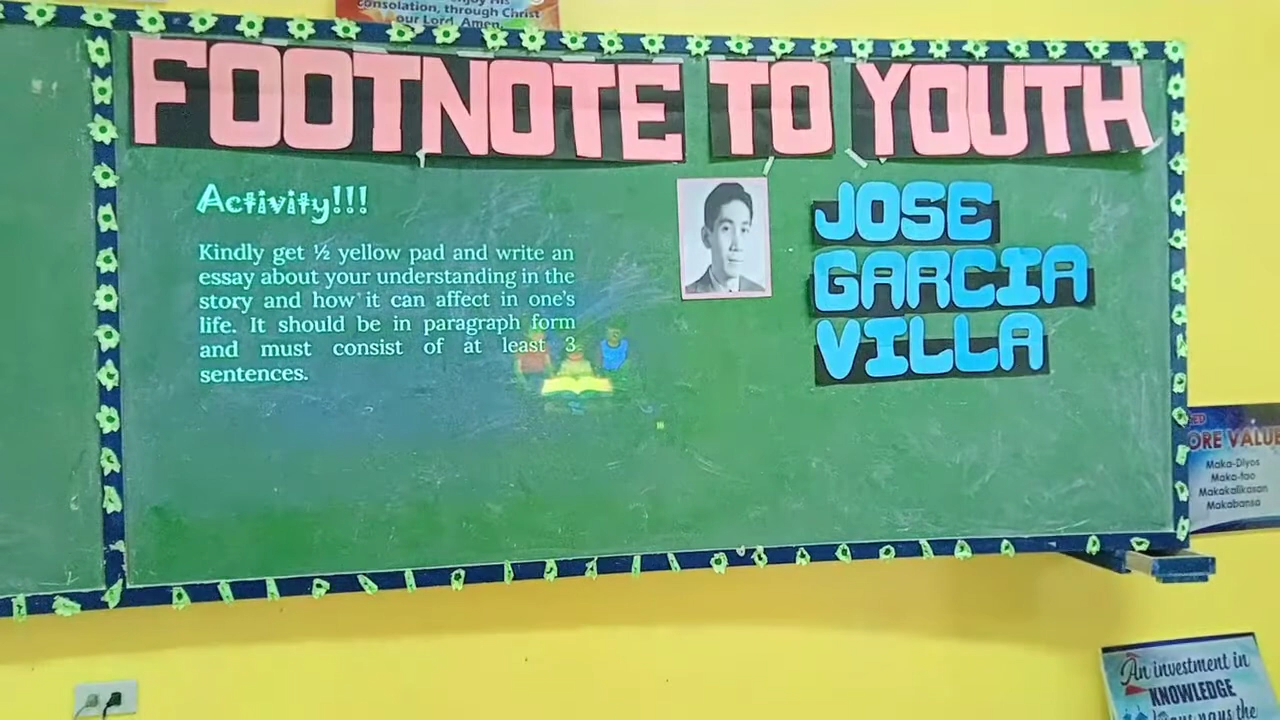 consolation, through Christ
our Lord. Amen.
FOOTNOTE TO YOUTH
Activity!!!
Kindly get ½ yellow pad and write an
essay about your understanding in the
story and how it can affect in one's
life. It should be in paragraph form
and must consist of at least 3
sentences.
JOSE
GARCIA
VILLA
ORE VALUE
Maka-Diyos
Maka-tao
Makakalikasan
Makabansa
An investment in
KNOWLEDGE
pays the